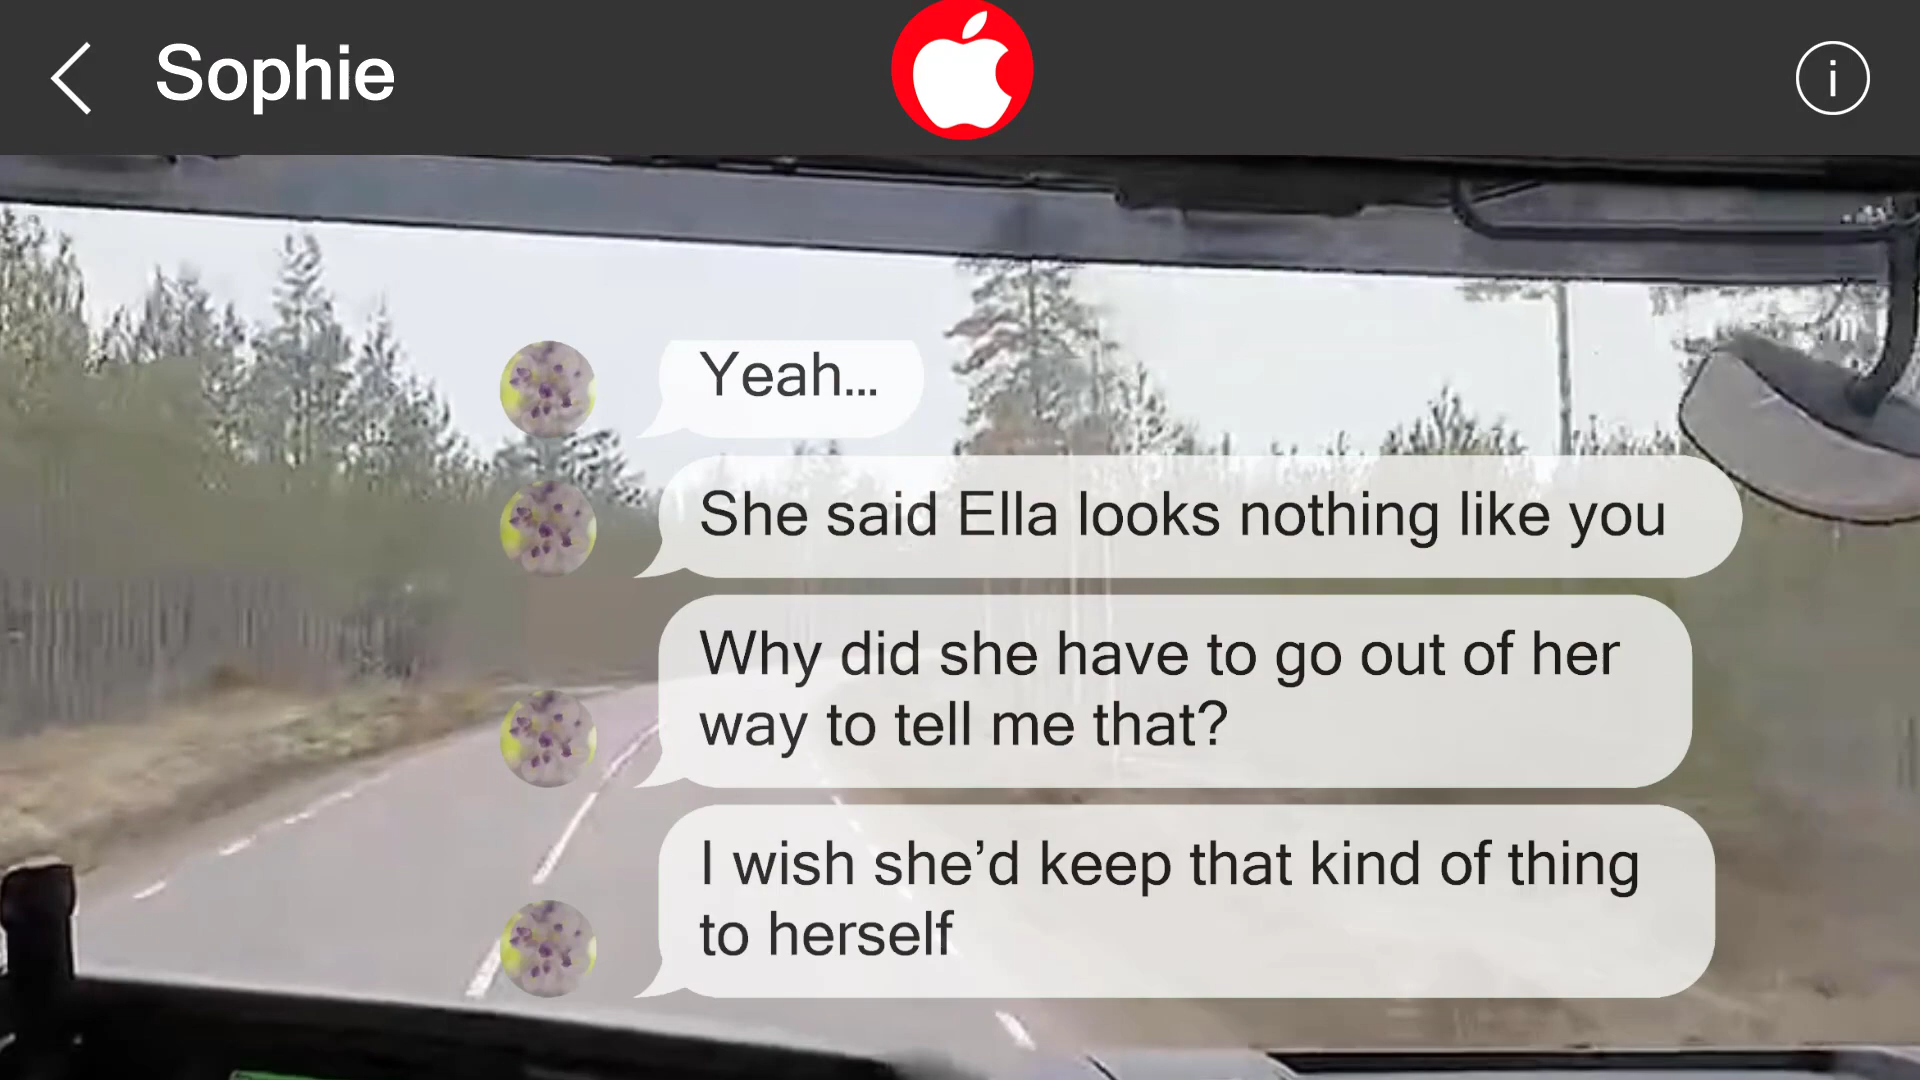 Sophie
Yeah...
She said Ella looks nothing like you
Why did she have to go out of her
way to tell me that?
I wish she’d keep that kind of thing
to herself